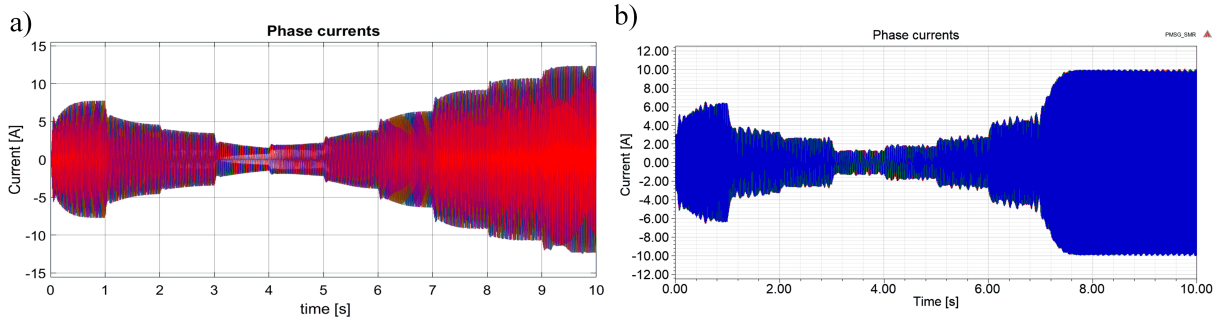 a)
Phase currents
15
10
5
0
-5
-10
-15
Current [A]
0 1 2 3 4 5 6 7 8 9 10
time [s]
b)
Phase currents
PMSG_SMR
12.00
10.00
8.00
6.00
4.00
2.00
0.00
-2.00
-4.00
-6.00
-8.00
-10.00
-12.00
Current [A]
0.00 2.00 4.00 6.00 8.00 10.00
Time [s]